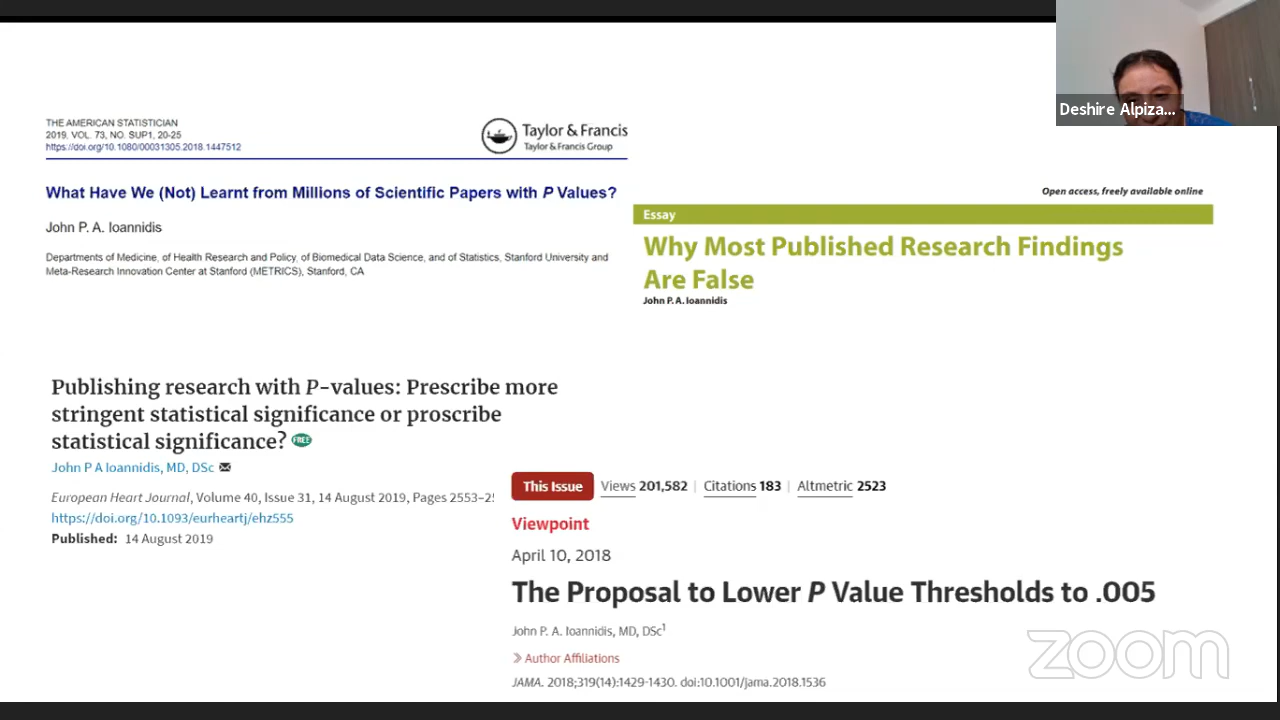 Deshire Alpiza...
THE AMERICAN STATISTICIAN
2019, VOL. 73, NO. SUP1, 20-25
https://doi.org/10.1080/00031305.2018.1447512
Taylor & Francis
Taylor & Francis Group
What Have We (Not) Learnt from Millions of Scientific Papers with P Values?
John P. A. Ioannidis
Departments of Medicine, of Health Research and Policy, of Biomedical Data Science, and of Statistics, Stanford University and
Meta-Research Innovation Center at Stanford (METRICS), Stanford, CA
Open access, freely available online
Essay
Why Most Published Research Findings
Are False
John P. A. Ioannidis
Publishing research with P-values: Prescribe more
stringent statistical significance or proscribe
statistical significance? FREE
John P A Ioannidis, MD, DSc
European Heart Journal, Volume 40, Issue 31, 14 August 2019, Pages 2553–2
https://doi.org/10.1093/eurheartj/ehz555
Published: 14 August 2019
This Issue Views 201,582 | Citations 183 | Altmetric 2523
Viewpoint
April 10, 2018
The Proposal to Lower P Value Thresholds to .005
John P. A. Ioannidis, MD, DSc1
Author Affiliations
JAMA. 2018;319(14):1429-1430. doi:10.1001/jama.2018.1536
zoom